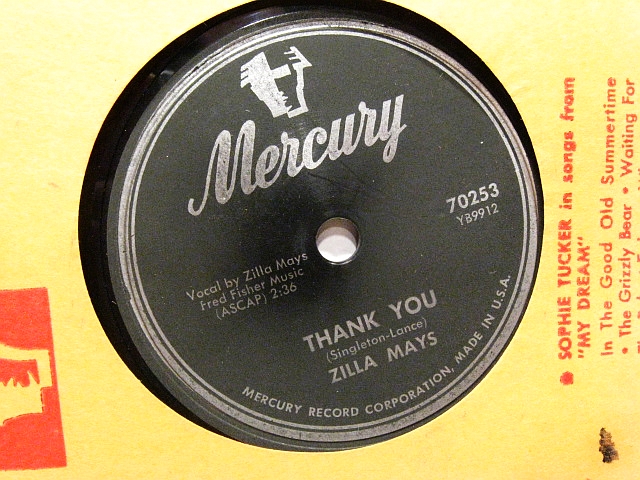 Mercury
70253
YB9912
Vocal by Zilla Mays
Fred Fisher Music
(ASCAP) 2:36
THANK YOU
(Singleton-Lance)
ZILLA MAYS
MERCURY RECORD CORPORATION, MADE IN U.S.A.
• SOPHIE TUCKER in songs from
"MY DREAM"
In The Good Old Summertime
• The Grizzly Bear • Waiting For